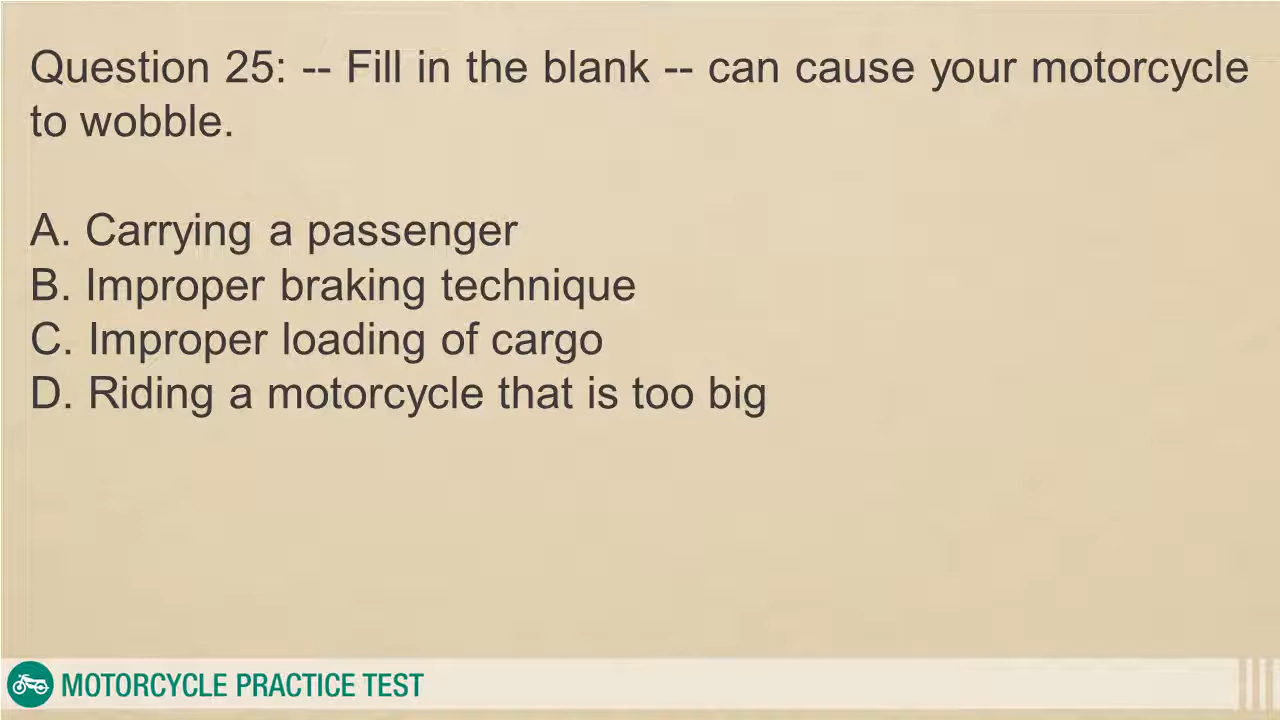 Question 25: -- Fill in the blank -- can cause your motorcycle
to wobble.
A. Carrying a passenger
B. Improper braking technique
C. Improper loading of cargo
D. Riding a motorcycle that is too big
MOTORCYCLE PRACTICE TEST